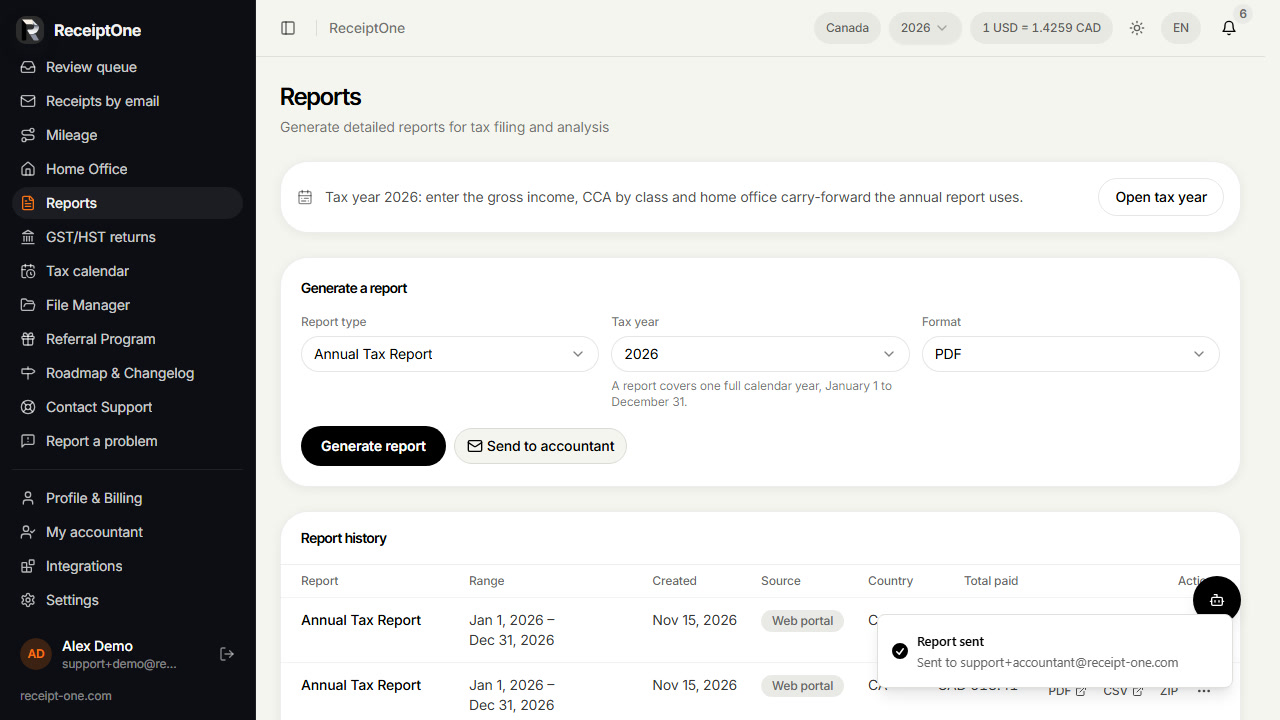 ReceiptOne
Review queue
Receipts by email
Mileage
Home Office
Reports
GST/HST returns
Tax calendar
File Manager
Referral Program
Roadmap & Changelog
Contact Support
Report a problem
Profile & Billing
My accountant
Integrations
Settings
AD
Alex Demo
support+demo@re...
receipt-one.com
ReceiptOne
Canada
2026
1 USD = 1.4259 CAD
EN
6
Reports
Generate detailed reports for tax filing and analysis
Tax year 2026: enter the gross income, CCA by class and home office carry-forward the annual report uses.
Open tax year
Generate a report
Report type
Tax year
Format
Annual Tax Report
2026
PDF
A report covers one full calendar year, January 1 to
December 31.
Generate report
Send to accountant
Report history
Report
Range
Created
Source
Country
Total paid
Annual Tax Report
Jan 1, 2026 –
Dec 31, 2026
Nov 15, 2026
Web portal
Report sent
Sent to support+accountant@receipt-one.com
Annual Tax Report
Jan 1, 2026 –
Dec 31, 2026
Nov 15, 2026
Web portal
PDF
CSV
ZIP